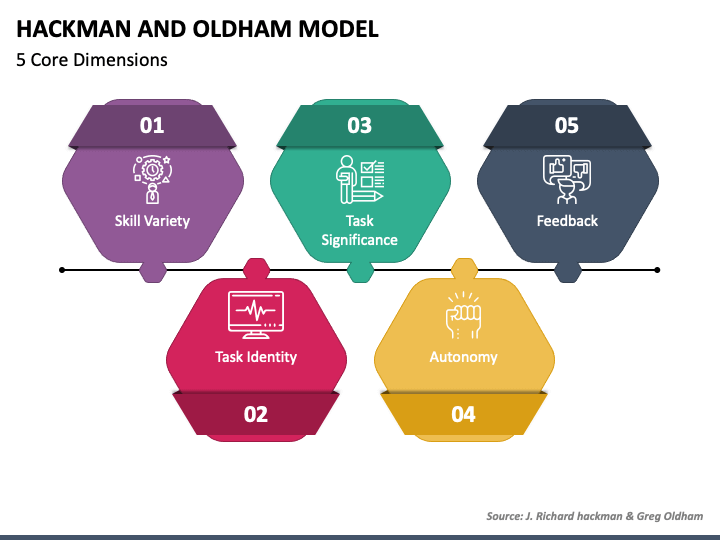 HACKMAN AND OLDHAM MODEL
5 Core Dimensions
01
Skill Variety
02
Task Identity
03
Task
Significance
04
Autonomy
05
Feedback
Source: J. Richard hackman & Greg Oldham